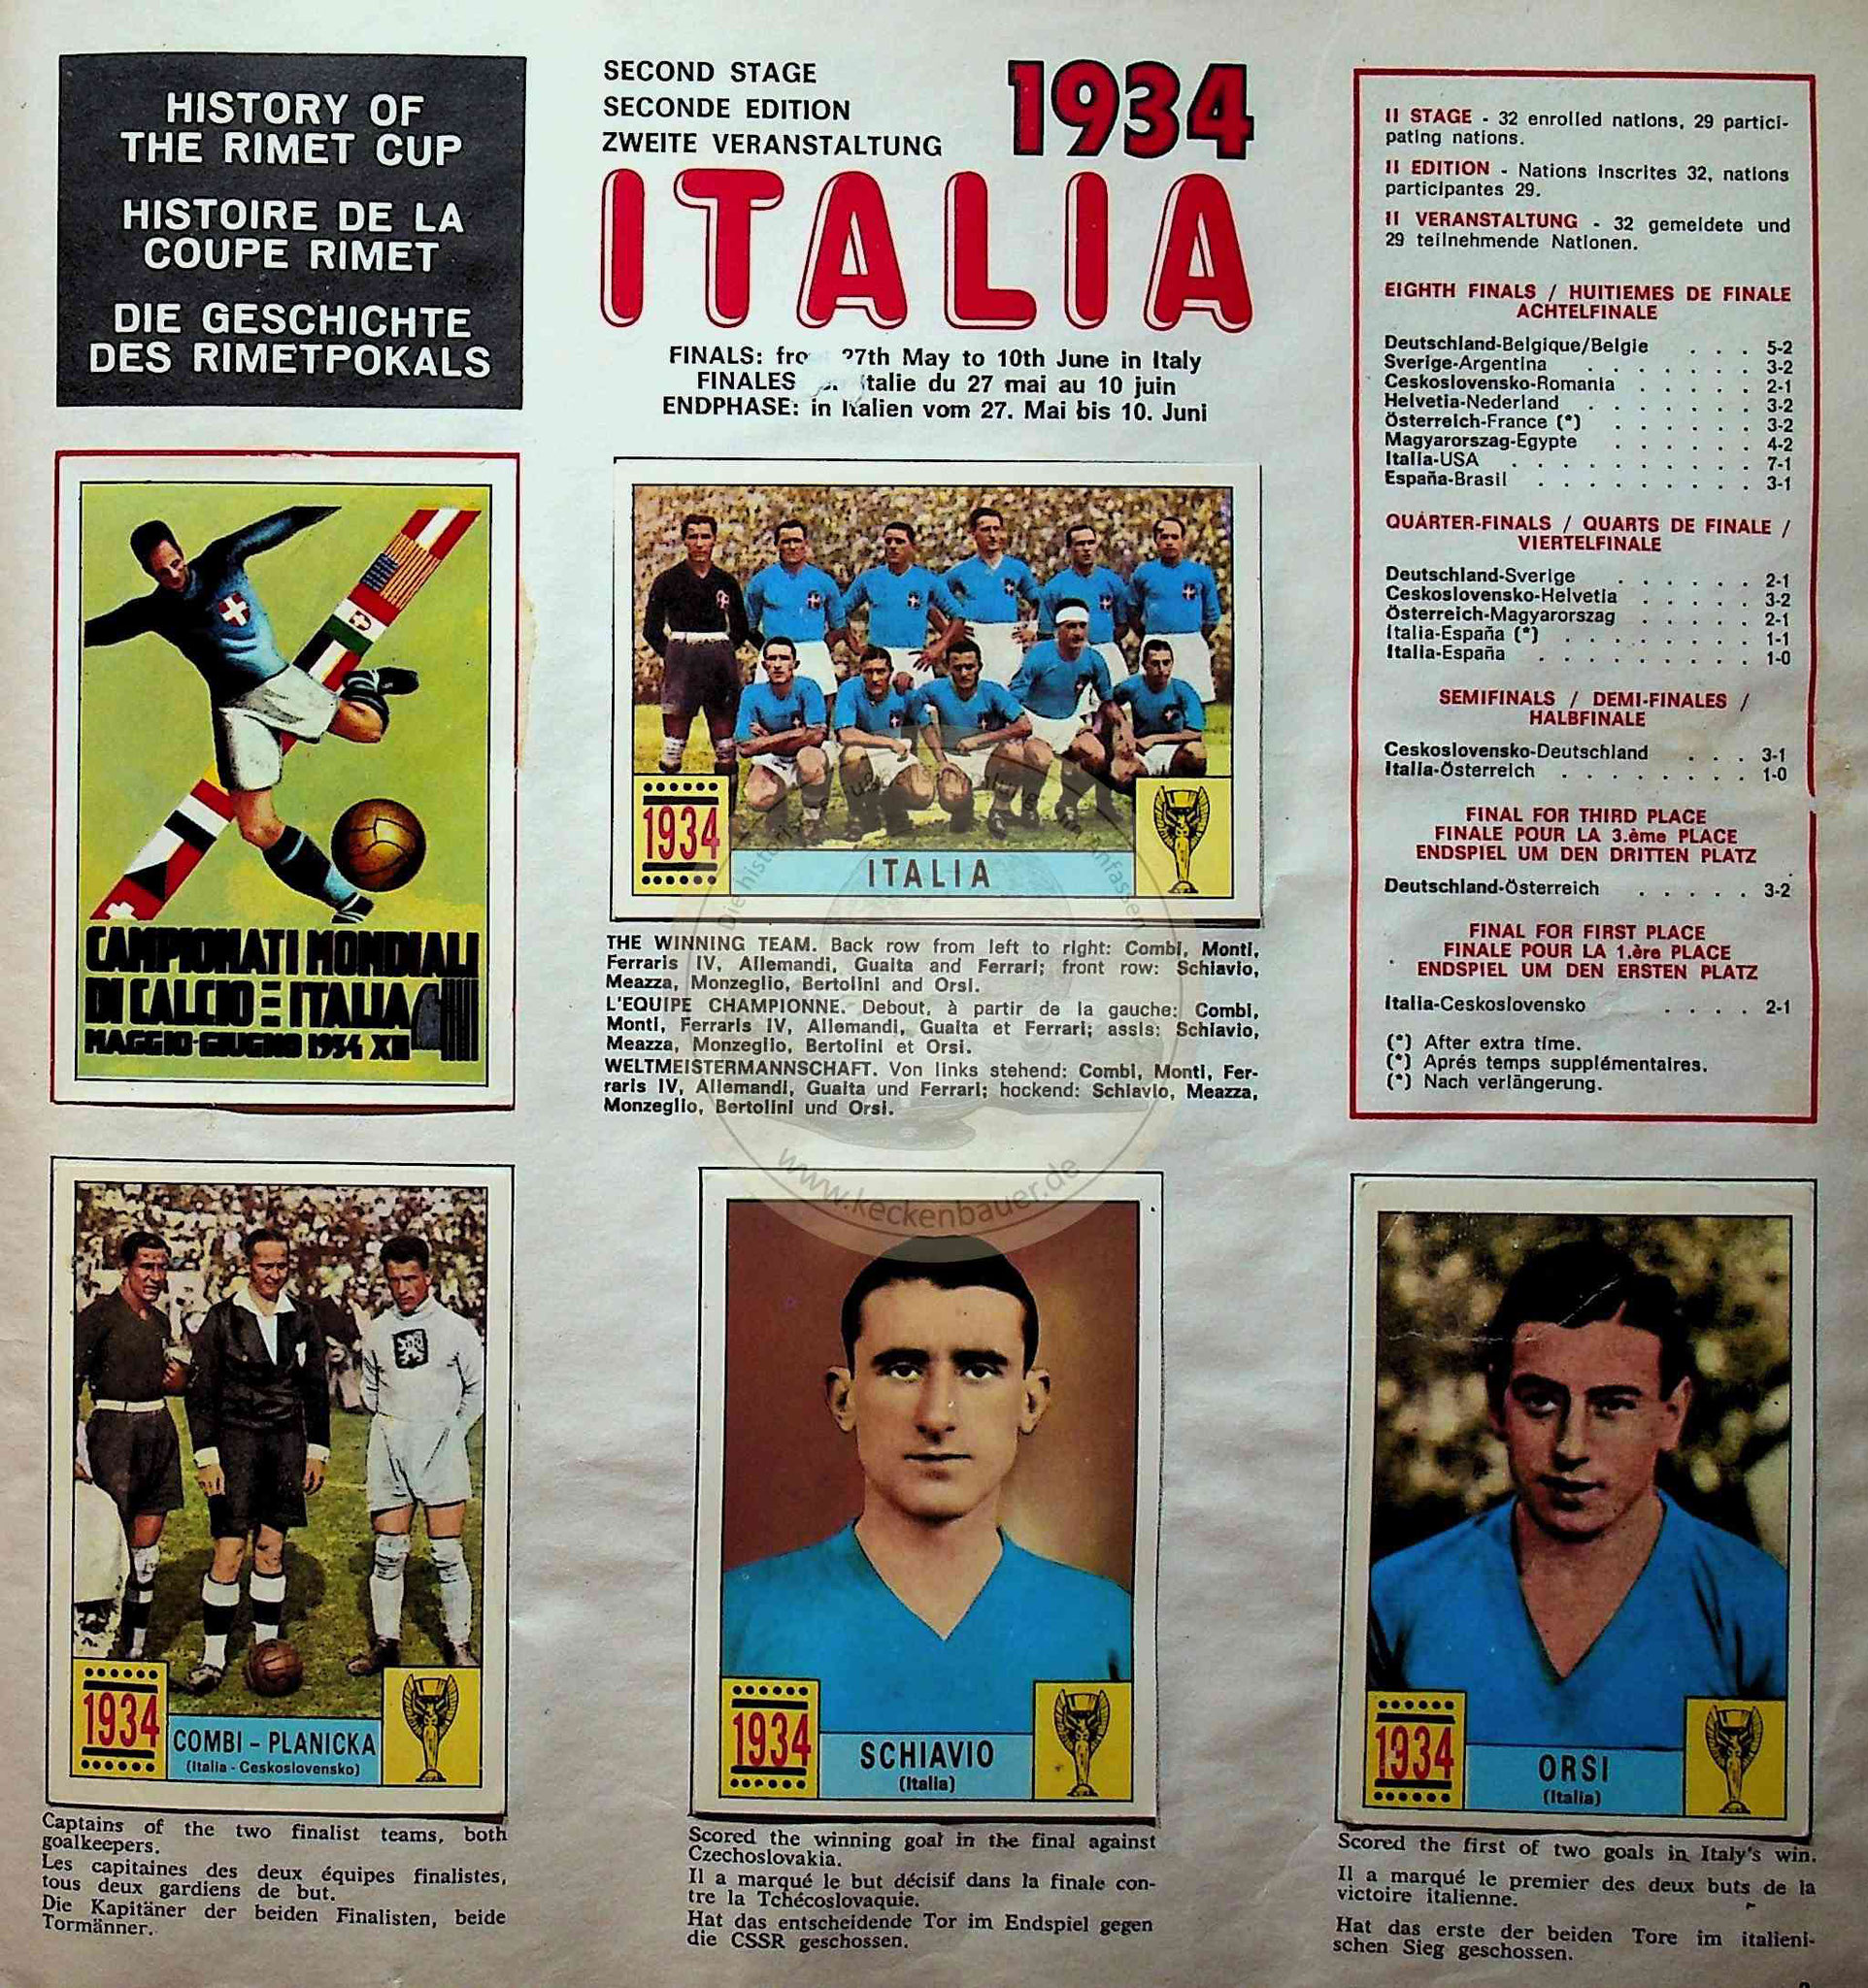 HISTORY OF
THE RIMET CUP
HISTOIRE DE LA
COUPE RIMET
DIE GESCHICHTE
DES RIMETPOKALS
SECOND STAGE
SECONDE EDITION
ZWEITE VERANSTALTUNG
1934
ITALIA
FINALS: fro 27th May to 10th June in Italy
FINALES Italie du 27 mai au 10 juin
ENDPHASE: in Italien vom 27. Mai bis 10. Juni
II STAGE - 32 enrolled nations, 29 partici-
pating nations.
II EDITION - Nations inscrites 32, nations
participantes 29.
II VERANSTALTUNG - 32 gemeldete und
29 teilnehmende Nationen.
EIGHTH FINALS / HUITIEMES DE FINALE
ACHTELFINALE
Deutschland-Belgique/Belgie . . . 5-2
Sverige-Argentina . . . . . . . 3-2
Ceskoslovensko-Romania . . . . . 2-1
Helvetia-Nederland . . . . . . 3-2
Österreich-France (*) . . . . . . 3-2
Magyarorszag-Egypte . . . . . . 4-2
Italia-USA . . . . . . . . . . 7-1
España-Brasil . . . . . . . . . 3-1
QUARTER-FINALS / QUARTS DE FINALE /
VIERTELFINALE
Deutschland-Sverige . . . . . . 2-1
Ceskoslovensko-Helvetia . . . . . 3-2
Österreich-Magyarorszag . . . . . 2-1
Italia-España (*) . . . . . . . . 1-1
Italia-España . . . . . . . . . 1-0
SEMIFINALS / DEMI-FINALES /
HALBFINALE
Ceskoslovensko-Deutschland . . . 3-1
Italia-Österreich . . . . . . . . 1-0
FINAL FOR THIRD PLACE
FINALE POUR LA 3.ème PLACE
ENDSPIEL UM DEN DRITTEN PLATZ
Deutschland-Österreich . . . . . 3-2
FINAL FOR FIRST PLACE
FINALE POUR LA 1.ère PLACE
ENDSPIEL UM DEN ERSTEN PLATZ
Italia-Ceskoslovensko . . . . 2-1
(*) After extra time.
(*) Aprés temps supplémentaires.
(*) Nach verlängerung.
CAMPIONATI MONDIALI
DI CALCIO E ITALIA
MAGGIO-GIUGNO 1934 XII
1934
ITALIA
THE WINNING TEAM. Back row from left to right: Combi, Monti,
Ferraris IV, Allemandi, Guaita and Ferrari; front row: Schiavio,
Meazza, Monzeglio, Bertolini and Orsi.
L'EQUIPE CHAMPIONNE. Debout, à partir de la gauche: Combi,
Monti, Ferraris IV, Allemandi, Guaita et Ferrari; assis: Schiavio,
Meazza, Monzeglio, Bertolini et Orsi.
WELTMEISTERMANNSCHAFT. Von links stehend: Combi, Monti, Fer-
raris IV, Allemandi, Guaita und Ferrari; hockend: Schiavio, Meazza,
Monzeglio, Bertolini und Orsi.
www.keckenbauer.de
1934
COMBI - PLANICKA
(Italia - Ceskoslovensko)
Captains of the two finalist teams, both
goalkeepers.
Les capitaines des deux équipes finalistes,
tous deux gardiens de but.
Die Kapitäner der beiden Finalisten, beide
Tormänner.
1934
SCHIAVIO
(Italia)
Scored the winning goal in the final against
Czechoslovakia.
Il a marqué le but décisif dans la finale con-
tre la Tchécoslovaquie.
Hat das entscheidende Tor im Endspiel gegen
die CSSR geschossen.
1934
ORSI
(Italia)
Scored the first of two goals in Italy's win.
Il a marqué le premier des deux buts de la
victoire italienne.
Hat das erste der beiden Tore im italieni-
schen Sieg geschossen.